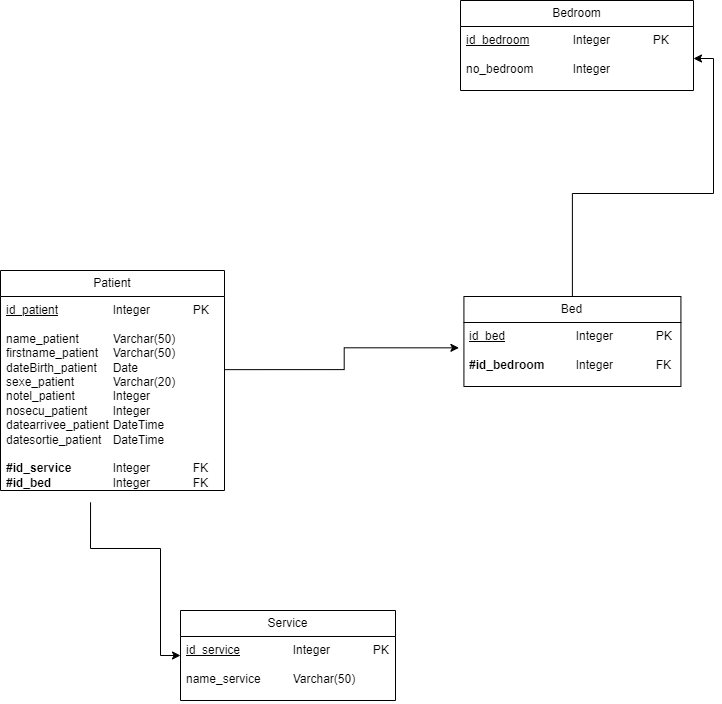 Bedroom
id_bedroom Integer PK
no_bedroom Integer
Patient
id_patient Integer PK
name_patient Varchar(50)
firstname_patient Varchar(50)
dateBirth_patient Date
sexe_patient Varchar(20)
notel_patient Integer
nosecu_patient Integer
datearrivee_patient DateTime
datesortie_patient DateTime
#id_service Integer FK
#id_bed Integer FK
Bed
id_bed Integer PK
#id_bedroom Integer FK
Service
id_service Integer PK
name_service Varchar(50)